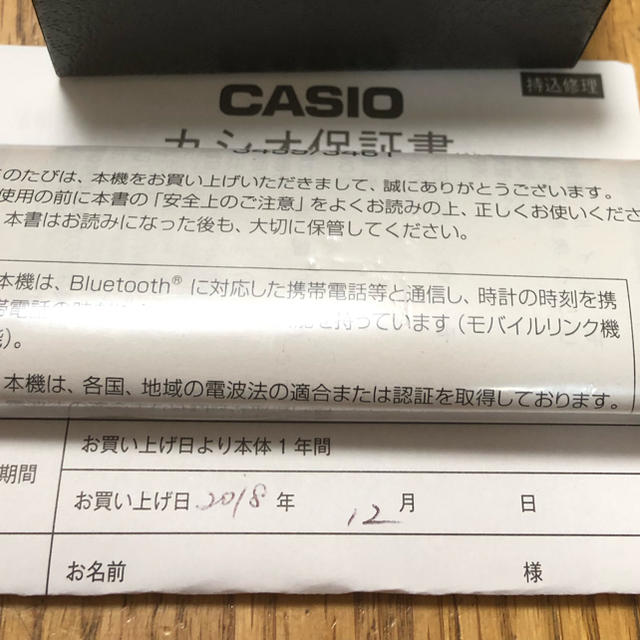 CASIO
持込修理
カシオ保証書
のたびは、本機をお買い上げいただきまして、誠にありがとうございます。
使用の前に本書の「安全上のご注意」をよくお読みの上、正しくお使いくださ
本書はお読みになった後も、大切に保管してください。
本機は、Bluetooth® に対応した携帯電話等と通信し、時計の時刻を携
帯電話の時
を持っています(モバイルリンク機
)。
本機は、各国、地域の電波法の適合または認証を取得しております。
期間
お買い上げ日より本体1年間
お買い上げ日 2018 年 12 月 日
お名前 様